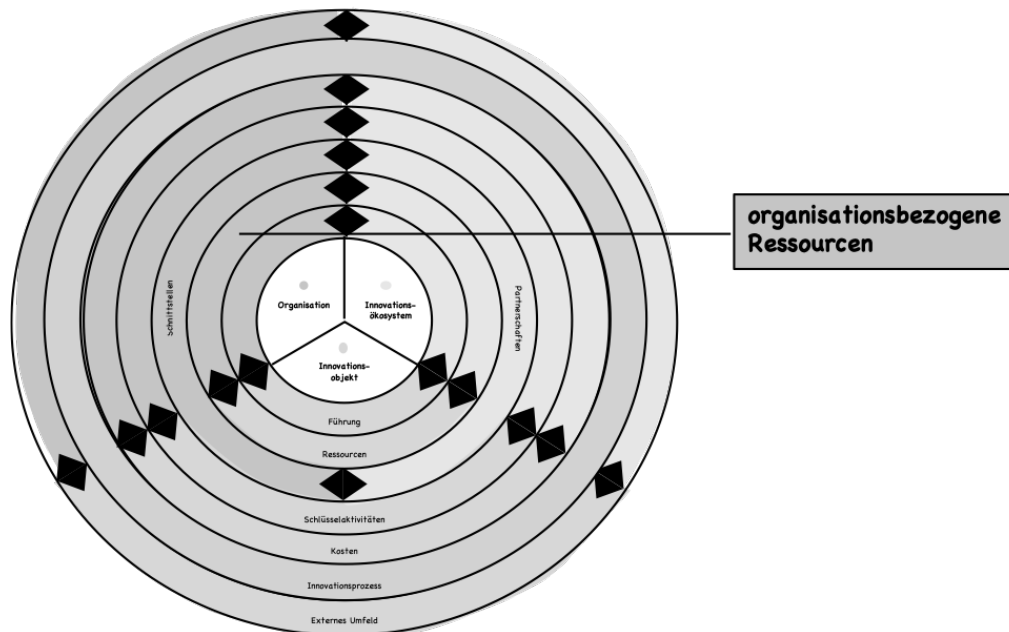 organisationsbezogene
Ressourcen
Organisation
Innovations-
ökosystem
Innovations-
objekt
Schnittstellen
Partnerschaften
Führung
Ressourcen
Schlüsselaktivitäten
Kosten
Innovationsprozess
Externes Umfeld